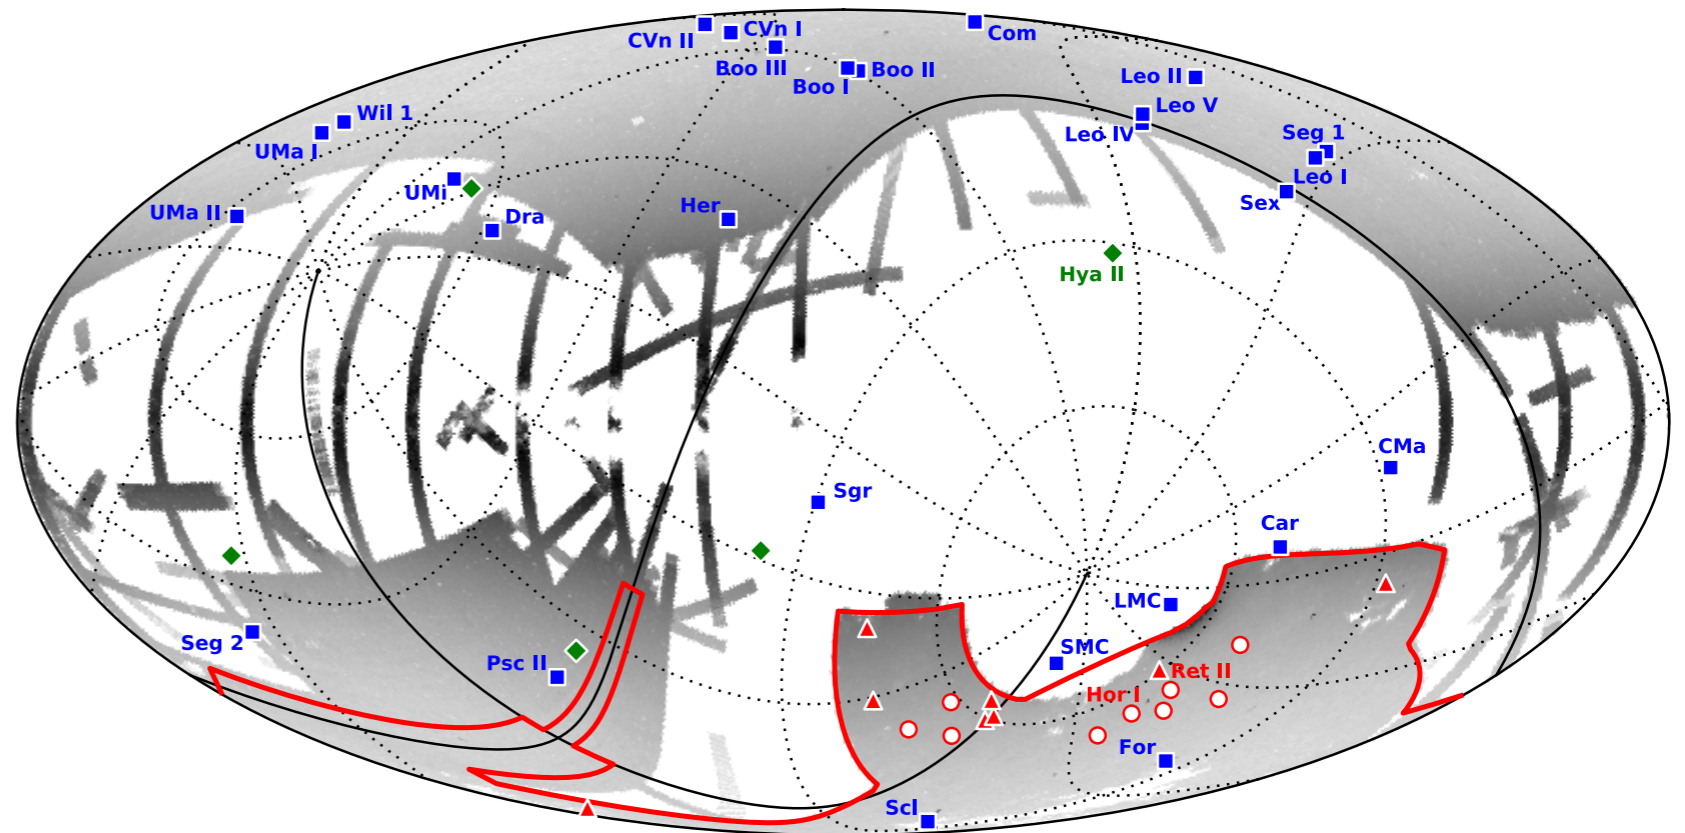 CVn II
CVn I
Com
Boo III
Boo I
Boo II
Leo II
Leo V
Leo IV
Wil 1
UMa I
Seg 1
Leo I
Sex
UMi
UMa II
Dra
Her
Hya II
CMa
Sgr
Car
LMC
SMC
Seg 2
Psc II
Ret II
Hor I
For
Scl